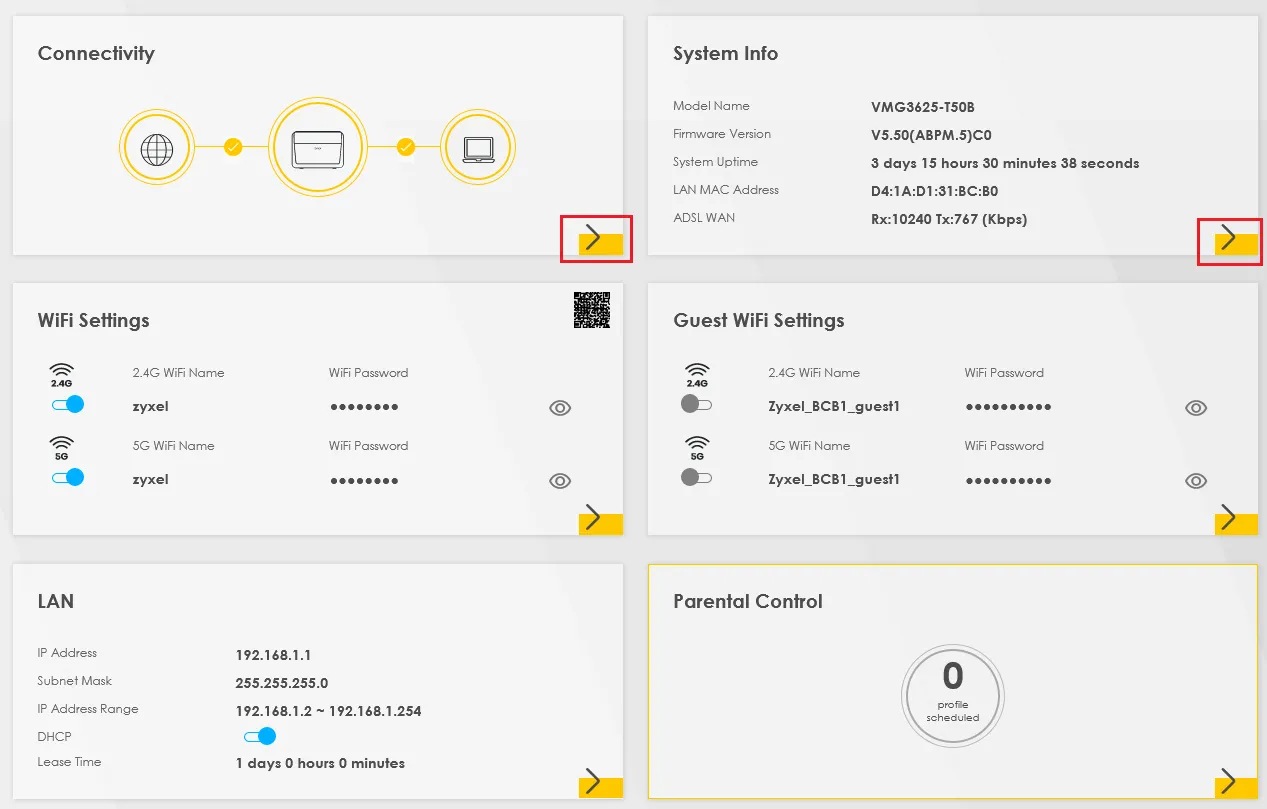 Connectivity
System Info
Model Name VMG3625-T50B
Firmware Version V5.50(ABPM.5)C0
System Uptime 3 days 15 hours 30 minutes 38 seconds
LAN MAC Address D4:1A:D1:31:BC:B0
ADSL WAN Rx:10240 Tx:767 (Kbps)
WiFi Settings
2.4G
2.4G WiFi Name WiFi Password
zyxel ●●●●●●●●
5G
5G WiFi Name WiFi Password
zyxel ●●●●●●●●
Guest WiFi Settings
2.4G
2.4G WiFi Name WiFi Password
Zyxel_BCB1_guest1 ●●●●●●●●●●
5G
5G WiFi Name WiFi Password
Zyxel_BCB1_guest1 ●●●●●●●●●●
LAN
IP Address 192.168.1.1
Subnet Mask 255.255.255.0
IP Address Range 192.168.1.2 ~ 192.168.1.254
DHCP
Lease Time 1 days 0 hours 0 minutes
Parental Control
0
profile
scheduled